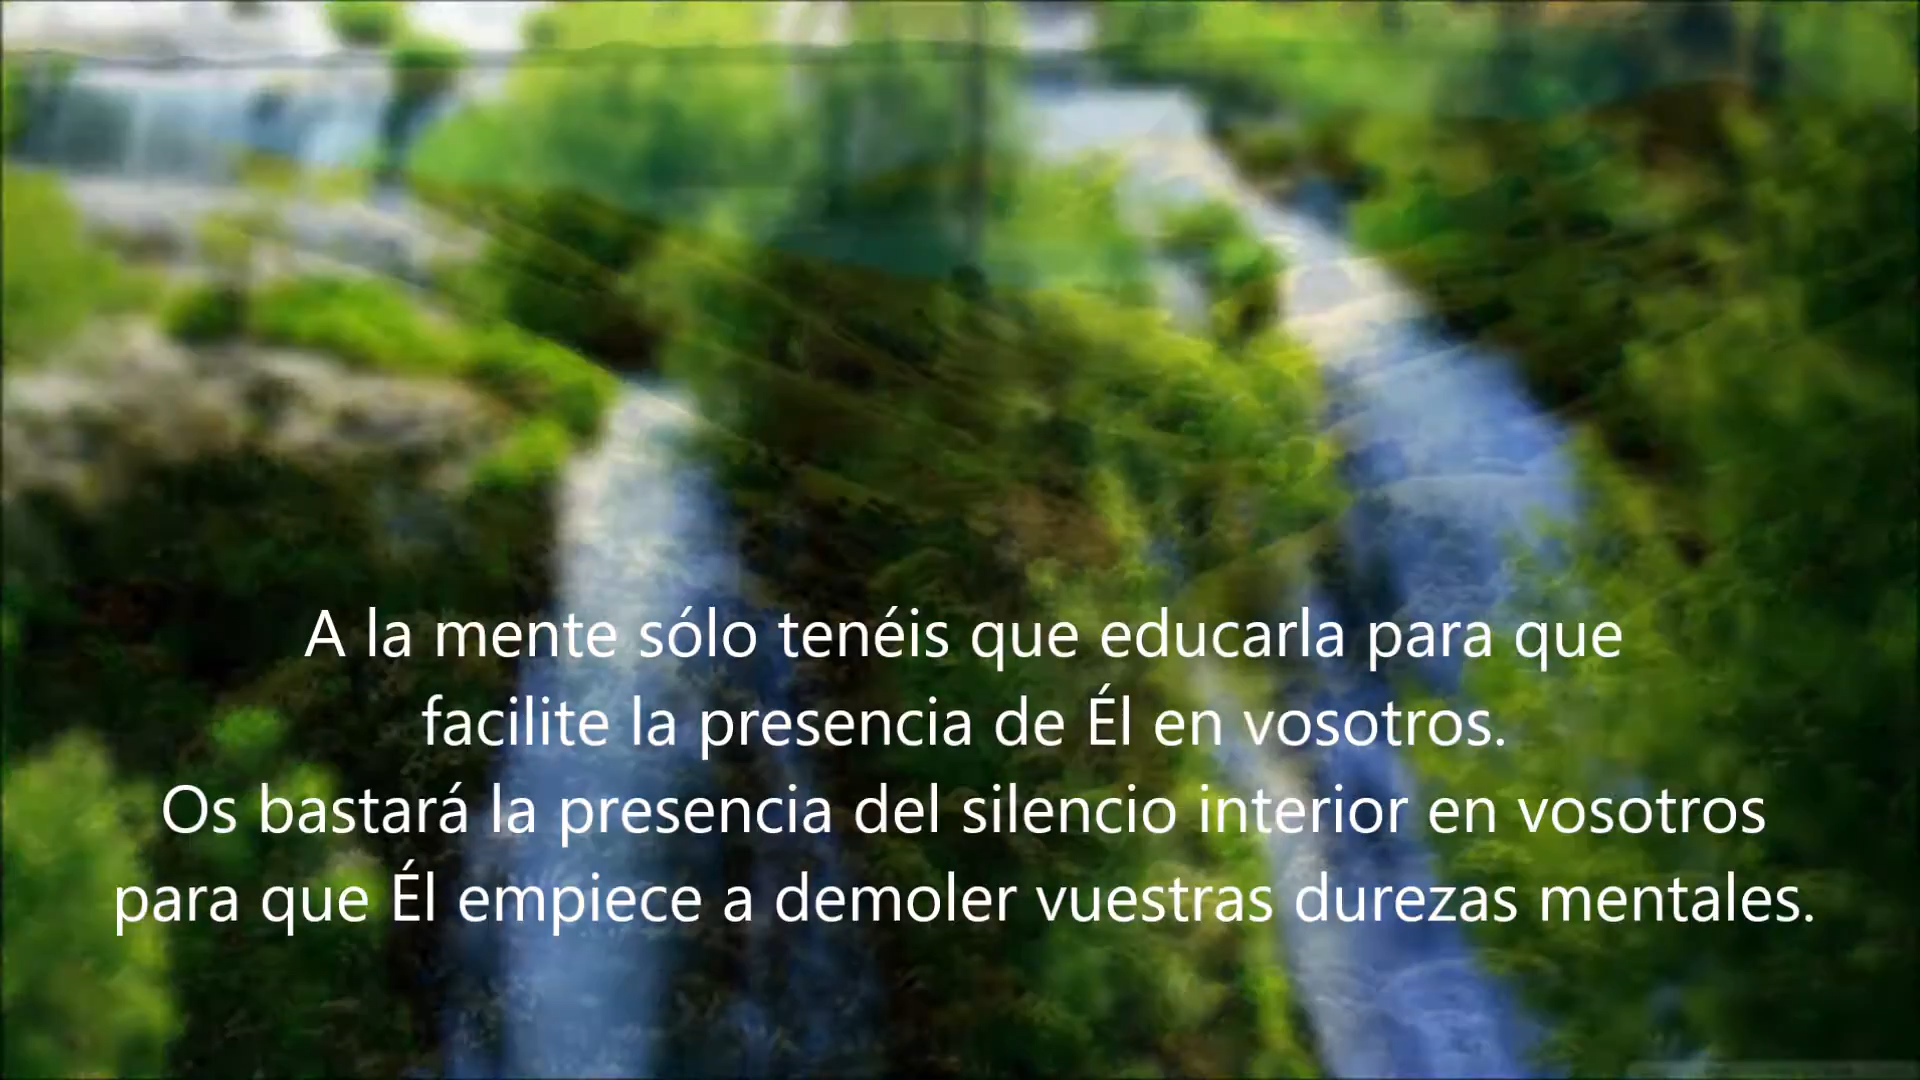 A la mente sólo tenéis que educarla para que
facilite la presencia de Él en vosotros.
Os bastará la presencia del silencio interior en vosotros
para que Él empiece a demoler vuestras durezas mentales.